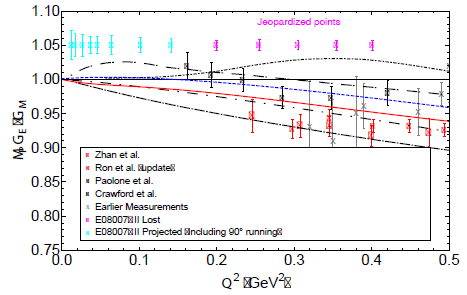 Jeopardized points
1.10
1.05
1.00
0.95
0.90
0.85
0.80
0.75
0.0
0.1
0.2
0.3
0.4
0.5
Zhan et al.
Ron et al. update
Paolone et al.
Crawford et al.
Earlier Measurements
E08007 II Lost
E08007 II Projected Including 90° running
Q² GeV²